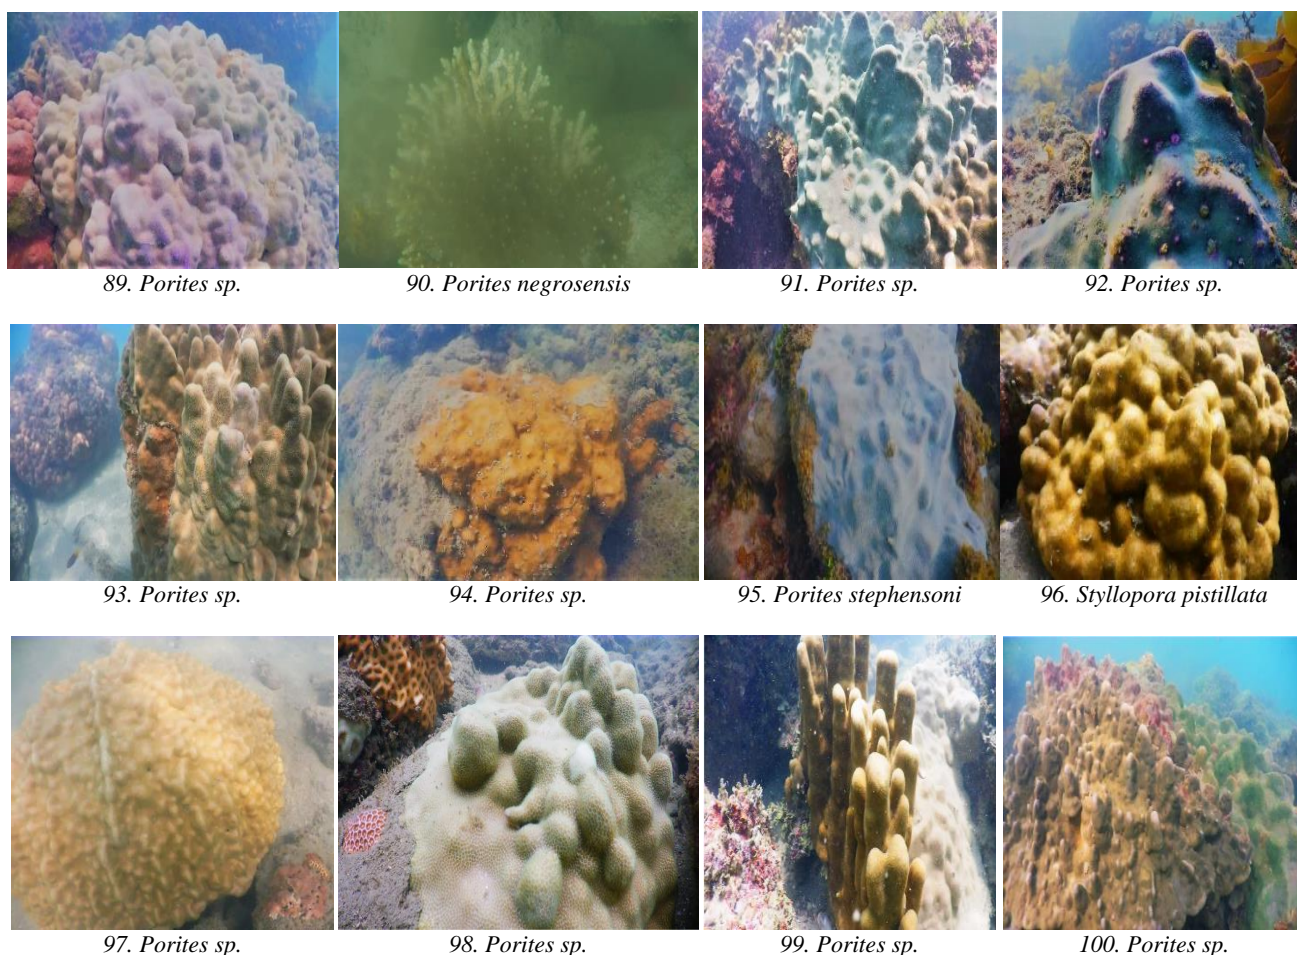 89. Porites sp.
90. Porites negrosensis
91. Porites sp.
92. Porites sp.
93. Porites sp.
94. Porites sp.
95. Porites stephensoni
96. Styllopora pistillata
97. Porites sp.
98. Porites sp.
99. Porites sp.
100. Porites sp.